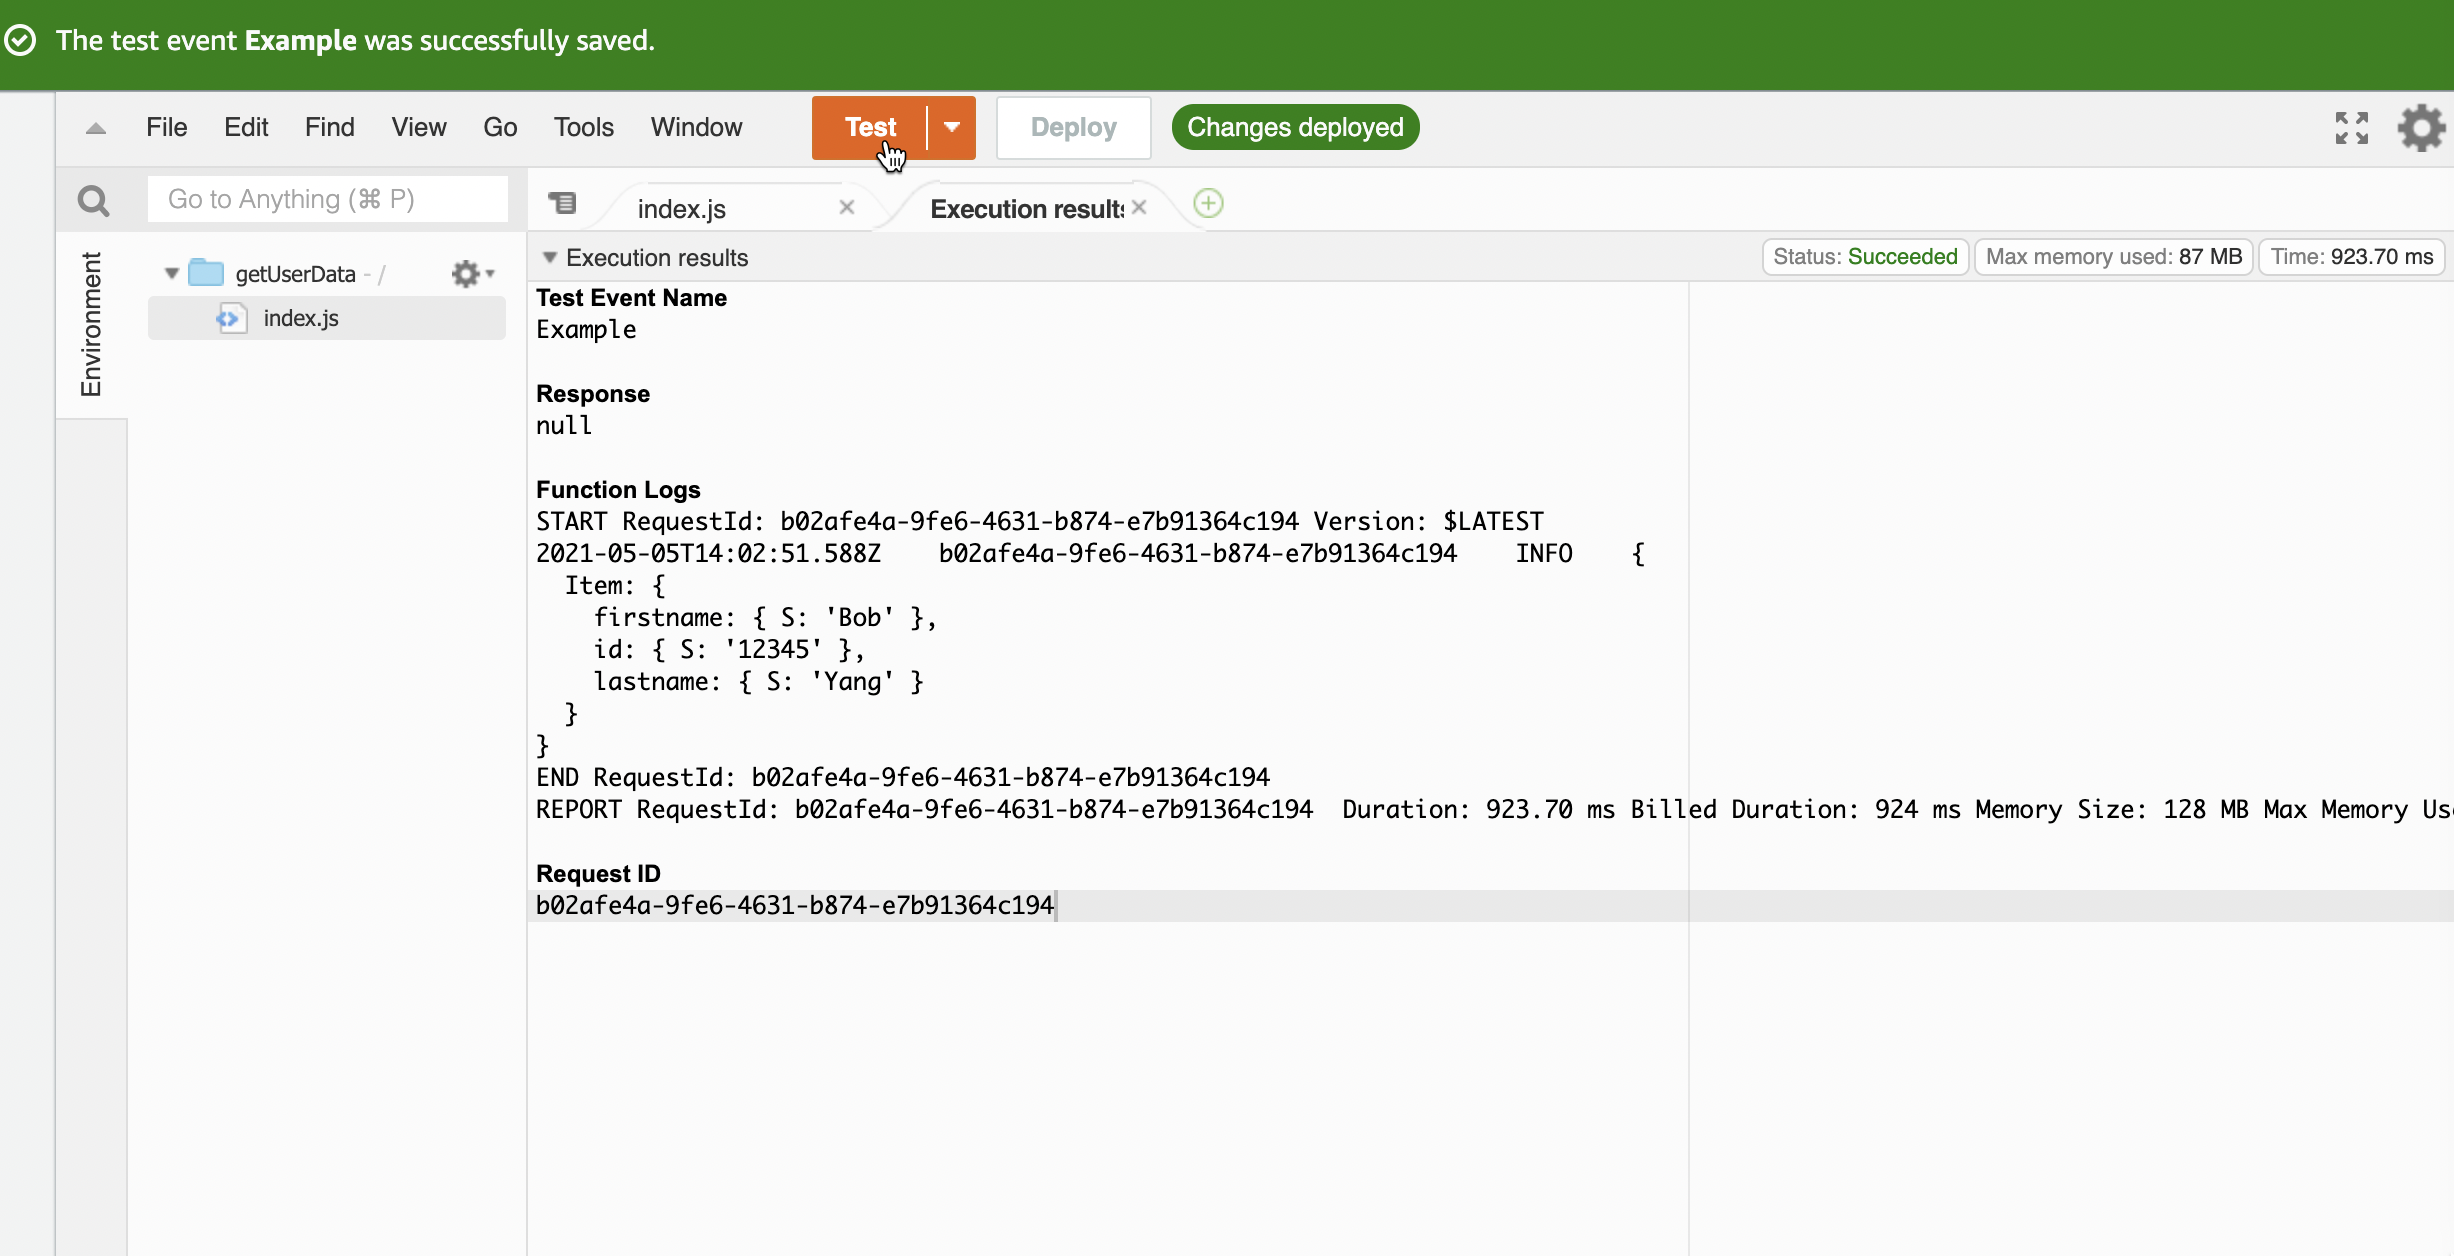 The test event Example was successfully saved.
File Edit Find View Go Tools Window Test Deploy Changes deployed
Go to Anything (⌘ P)
index.js
Execution results
Environment
getUserData - /
index.js
Execution results
Status: Succeeded Max memory used: 87 MB Time: 923.70 ms
Test Event Name
Example
Response
null
Function Logs
START RequestId: b02afe4a-9fe6-4631-b874-e7b91364c194 Version: $LATEST
2021-05-05T14:02:51.588Z b02afe4a-9fe6-4631-b874-e7b91364c194 INFO {
Item: {
firstname: { S: 'Bob' },
id: { S: '12345' },
lastname: { S: 'Yang' }
}
}
END RequestId: b02afe4a-9fe6-4631-b874-e7b91364c194
REPORT RequestId: b02afe4a-9fe6-4631-b874-e7b91364c194 Duration: 923.70 ms Billed Duration: 924 ms Memory Size: 128 MB Max Memory
Request ID
b02afe4a-9fe6-4631-b874-e7b91364c194